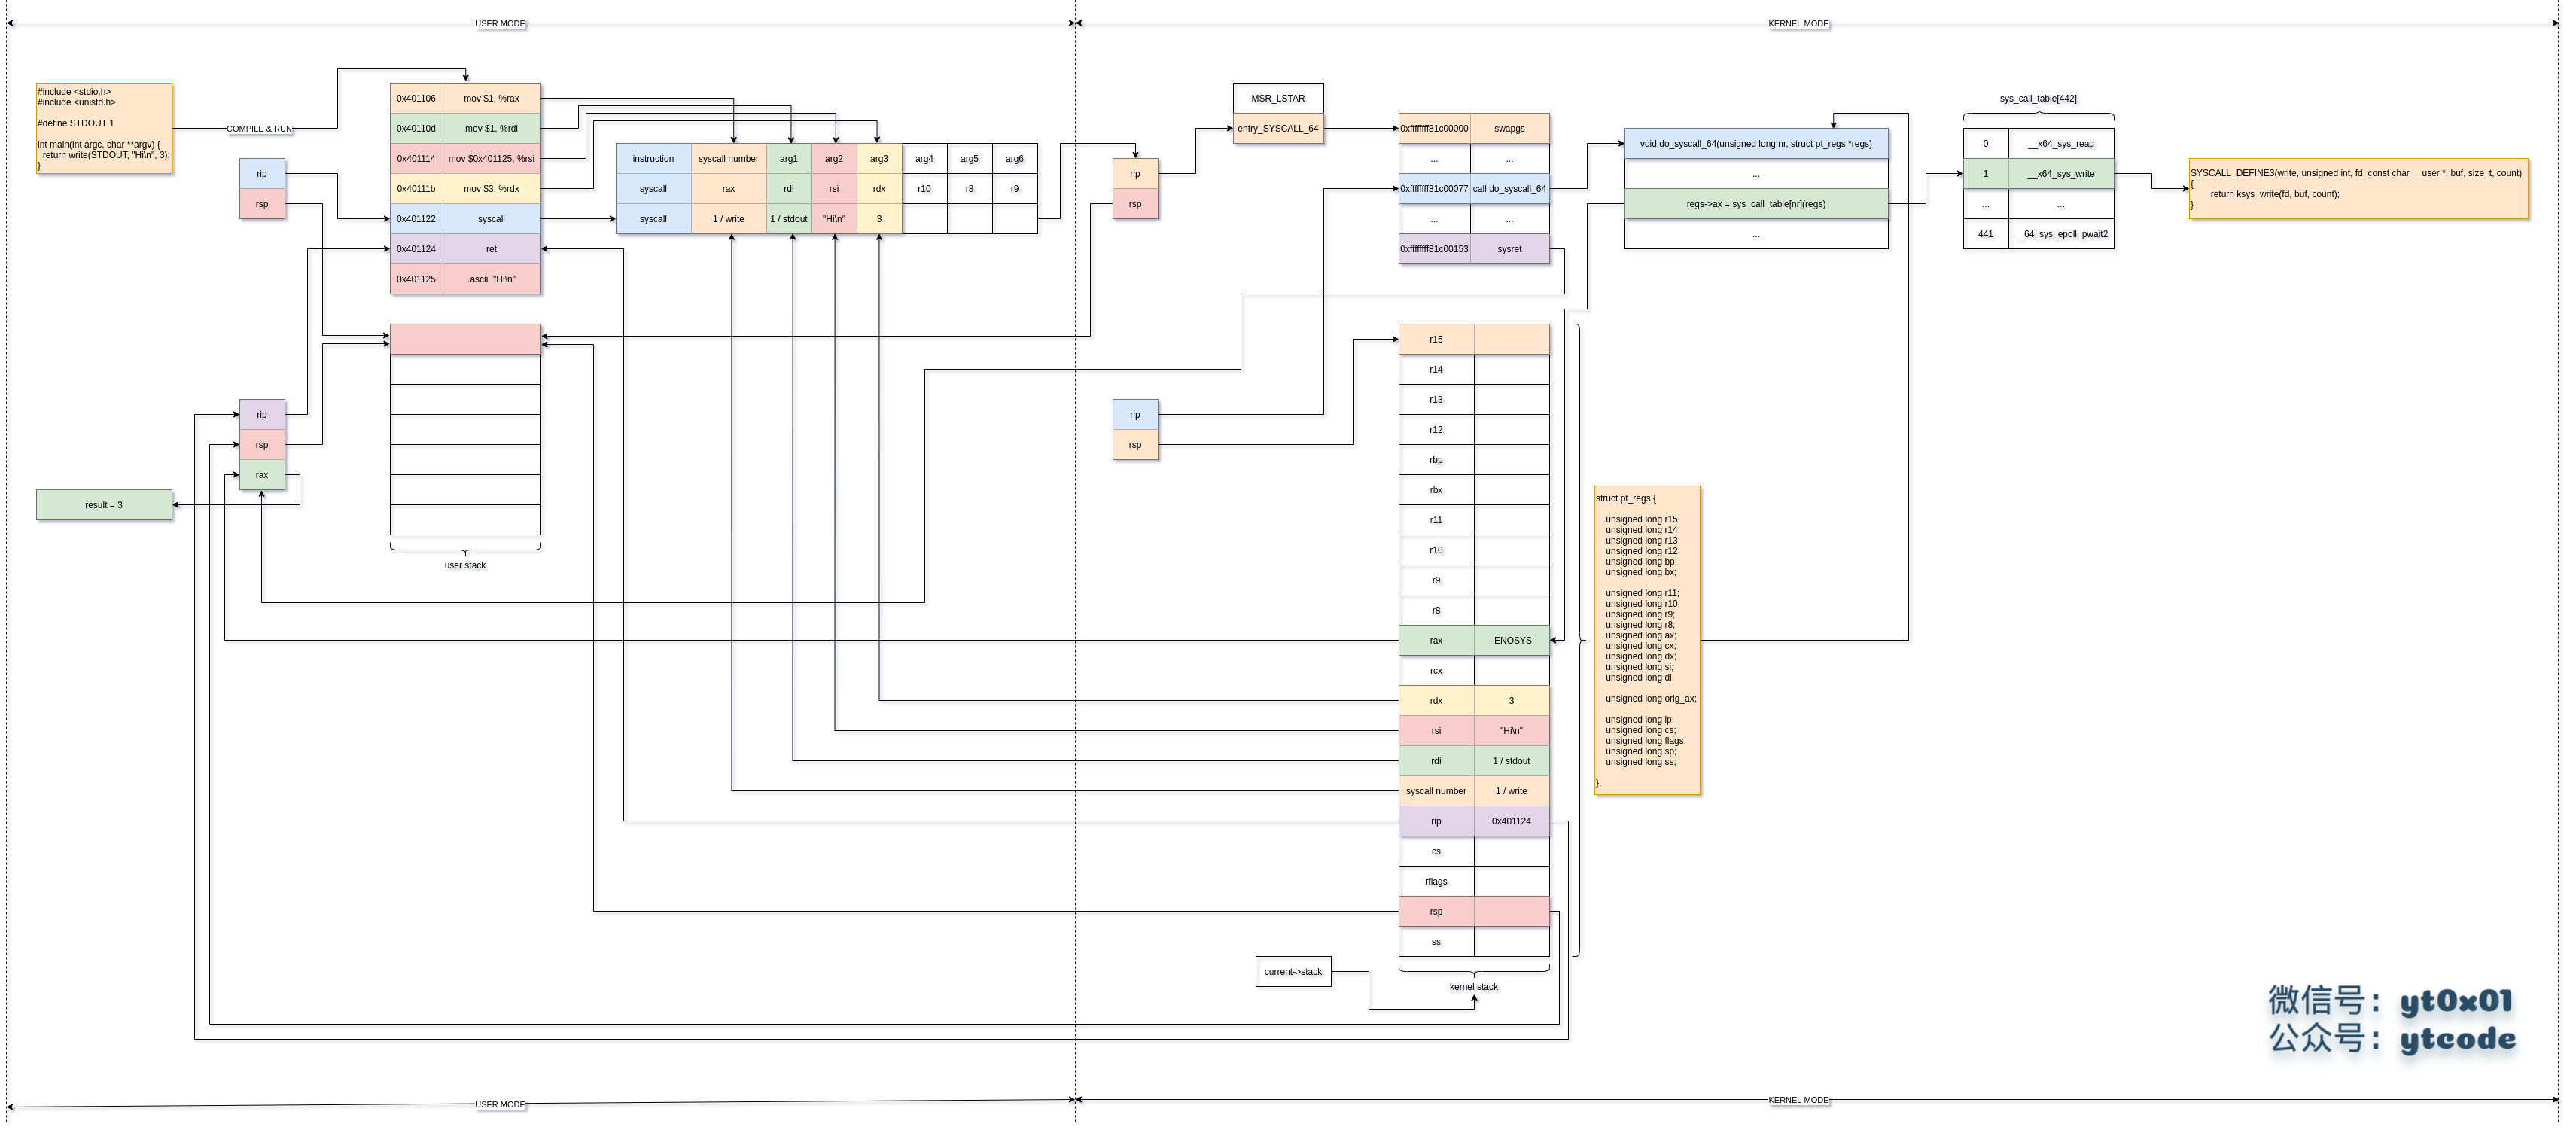 USER MODE
KERNEL MODE
#include <stdio.h>
#include <unistd.h>
#define STDOUT 1
int main(int argc, char **argv) {
return write(STDOUT, "Hi\n", 3);
}
COMPILE & RUN
rip
rsp
0x401106 mov $1, %rax
0x40110d mov $1, %rdi
0x401114 mov $0x401125, %rsi
0x40111b mov $3, %rdx
0x401122 syscall
0x401124 ret
0x401125 .ascii "Hi\n"
instruction syscall number arg1 arg2 arg3 arg4 arg5 arg6
syscall rax rdi rsi rdx r10 r8 r9
syscall 1 / write 1 / stdout "Hi\n" 3
rip
rsp
MSR_LSTAR
entry_SYSCALL_64
0xffffffff81c00000 swapgs
... ...
0xffffffff81c00077 call do_syscall_64
... ...
0xffffffff81c00153 sysret
void do_syscall_64(unsigned long nr, struct pt_regs *regs)
...
regs->ax = sys_call_table[nr](regs)
...
sys_call_table[442]
0 __x64_sys_read
1 __x64_sys_write
... ...
441 __64_sys_epoll_pwait2
SYSCALL_DEFINE3(write, unsigned int, fd, const char __user *, buf, size_t, count)
{
return ksys_write(fd, buf, count);
}
rip
rsp
rax
result = 3
user stack
rip
rsp
r15
r14
r13
r12
rbp
rbx
r11
r10
r9
r8
rax -ENOSYS
rcx
rdx 3
rsi "Hi\n"
rdi 1 / stdout
syscall number 1 / write
rip 0x401124
cs
rflags
rsp
ss
current->stack
kernel stack
struct pt_regs {
unsigned long r15;
unsigned long r14;
unsigned long r13;
unsigned long r12;
unsigned long bp;
unsigned long bx;
unsigned long r11;
unsigned long r10;
unsigned long r9;
unsigned long r8;
unsigned long ax;
unsigned long cx;
unsigned long dx;
unsigned long si;
unsigned long di;
unsigned long orig_ax;
unsigned long ip;
unsigned long cs;
unsigned long flags;
unsigned long sp;
unsigned long ss;
};
微信号：yt0x01
公众号：ytcode
USER MODE
KERNEL MODE